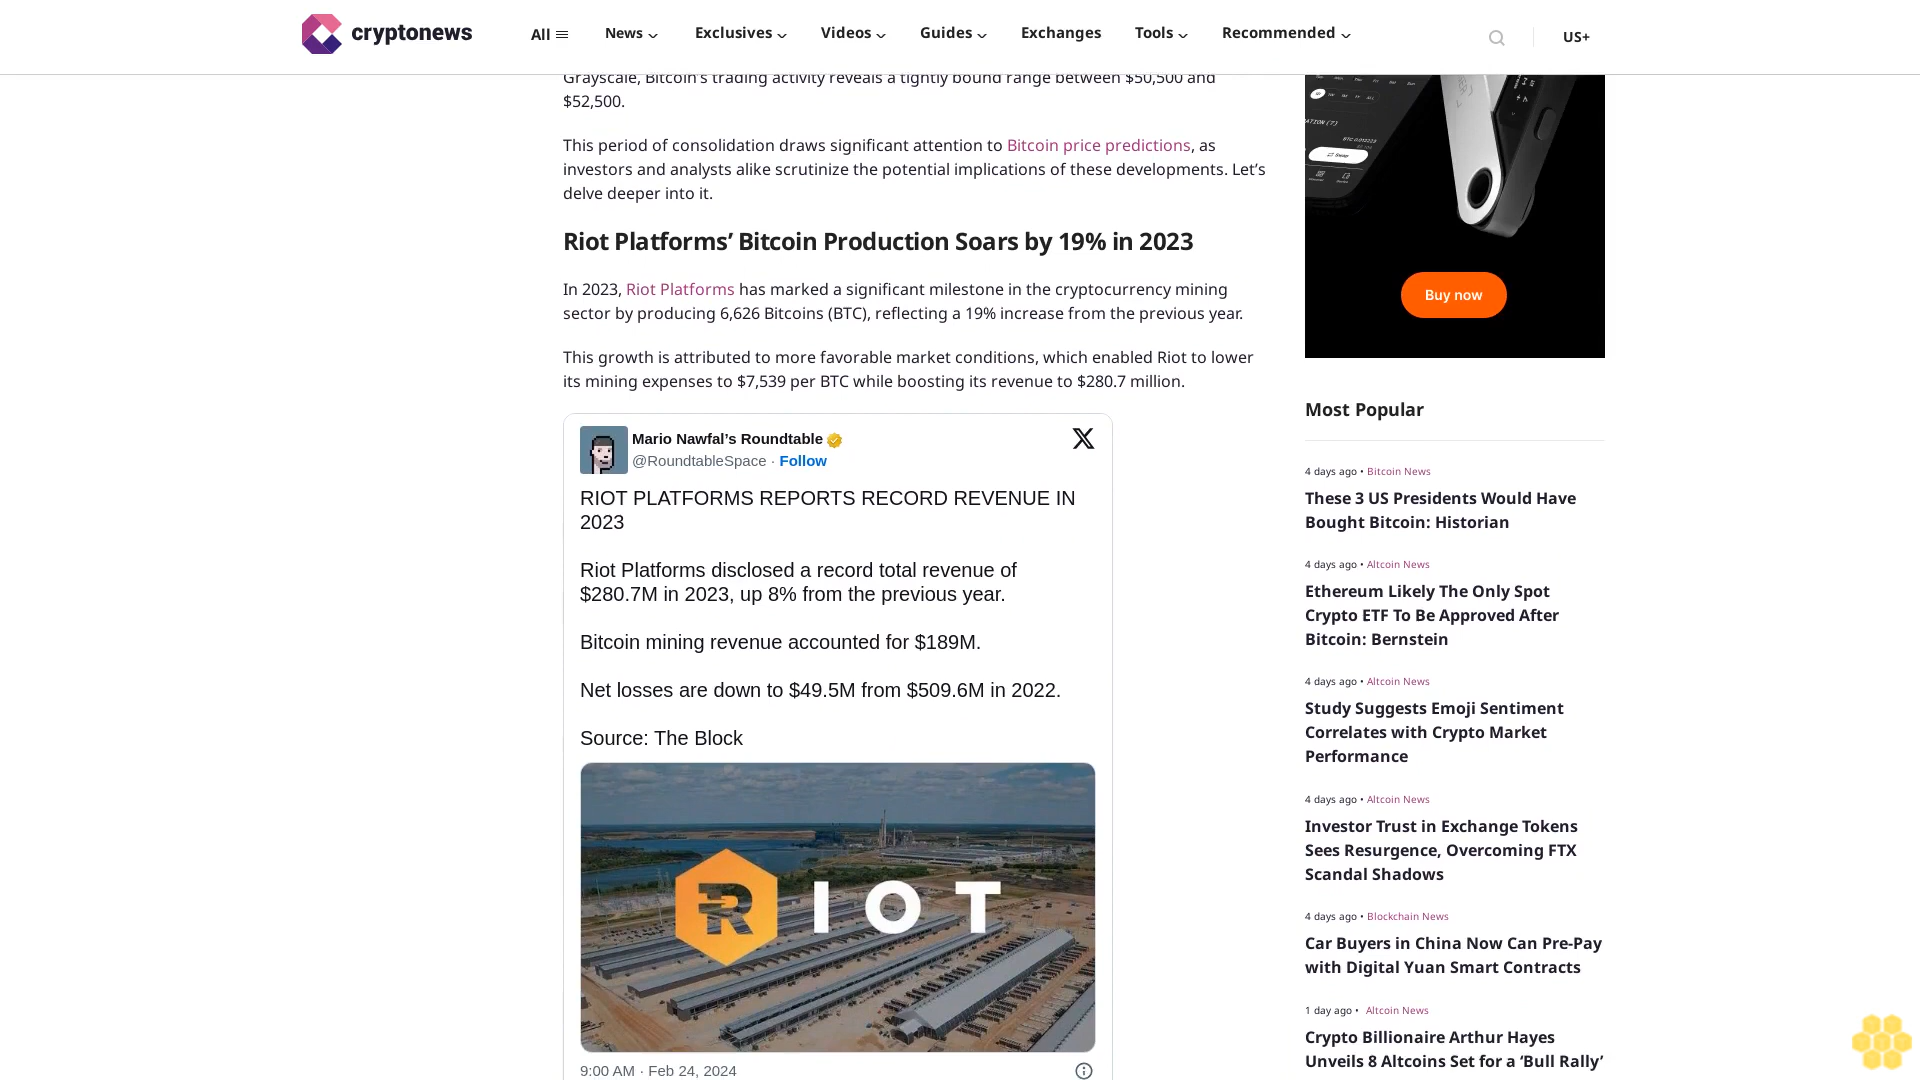 cryptonews
All
News
Exclusives
Videos
Guides
Exchanges
Tools
Recommended
US+
Grayscale, Bitcoin's trading activity reveals a tightly bound range between $50,500 and
$52,500.
This period of consolidation draws significant attention to Bitcoin price predictions, as
investors and analysts alike scrutinize the potential implications of these developments. Let’s
delve deeper into it.
Riot Platforms’ Bitcoin Production Soars by 19% in 2023
In 2023, Riot Platforms has marked a significant milestone in the cryptocurrency mining
sector by producing 6,626 Bitcoins (BTC), reflecting a 19% increase from the previous year.
This growth is attributed to more favorable market conditions, which enabled Riot to lower
its mining expenses to $7,539 per BTC while boosting its revenue to $280.7 million.
Mario Nawfal’s Roundtable
@RoundtableSpace · Follow
RIOT PLATFORMS REPORTS RECORD REVENUE IN
2023
Riot Platforms disclosed a record total revenue of
$280.7M in 2023, up 8% from the previous year.
Bitcoin mining revenue accounted for $189M.
Net losses are down to $49.5M from $509.6M in 2022.
Source: The Block
RIOT
9:00 AM · Feb 24, 2024
Swap
Buy now
Most Popular
4 days ago • Bitcoin News
These 3 US Presidents Would Have
Bought Bitcoin: Historian
4 days ago • Altcoin News
Ethereum Likely The Only Spot
Crypto ETF To Be Approved After
Bitcoin: Bernstein
4 days ago • Altcoin News
Study Suggests Emoji Sentiment
Correlates with Crypto Market
Performance
4 days ago • Altcoin News
Investor Trust in Exchange Tokens
Sees Resurgence, Overcoming FTX
Scandal Shadows
4 days ago • Blockchain News
Car Buyers in China Now Can Pre-Pay
with Digital Yuan Smart Contracts
1 day ago • Altcoin News
Crypto Billionaire Arthur Hayes
Unveils 8 Altcoins Set for a ‘Bull Rally’